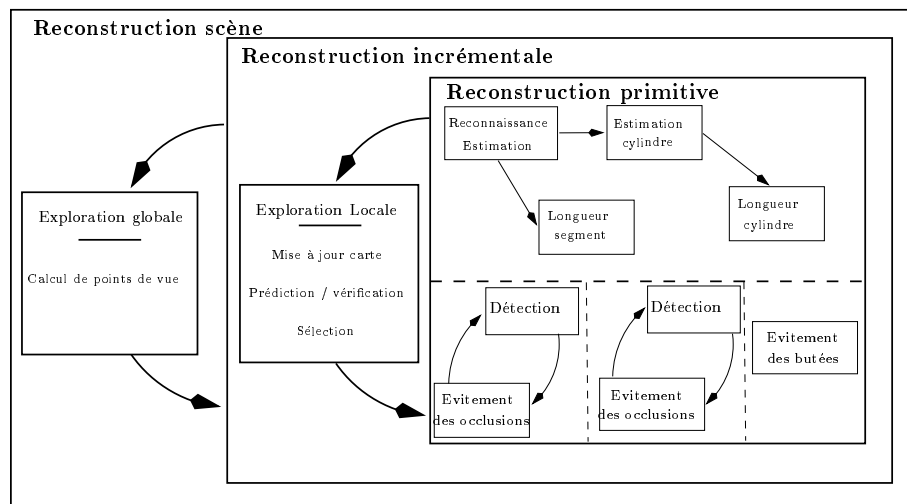 Reconstruction scène
Reconstruction incrémentale
Reconstruction primitive
Reconnaissance
Estimation
Estimation
cylindre
Longueur
segment
Longueur
cylindre
Exploration globale
Calcul de points de vue
Exploration Locale
Mise à jour carte
Prédiction / vérification
Sélection
Détection
Evitement
des occlusions
Détection
Evitement
des occlusions
Evitement
des butées